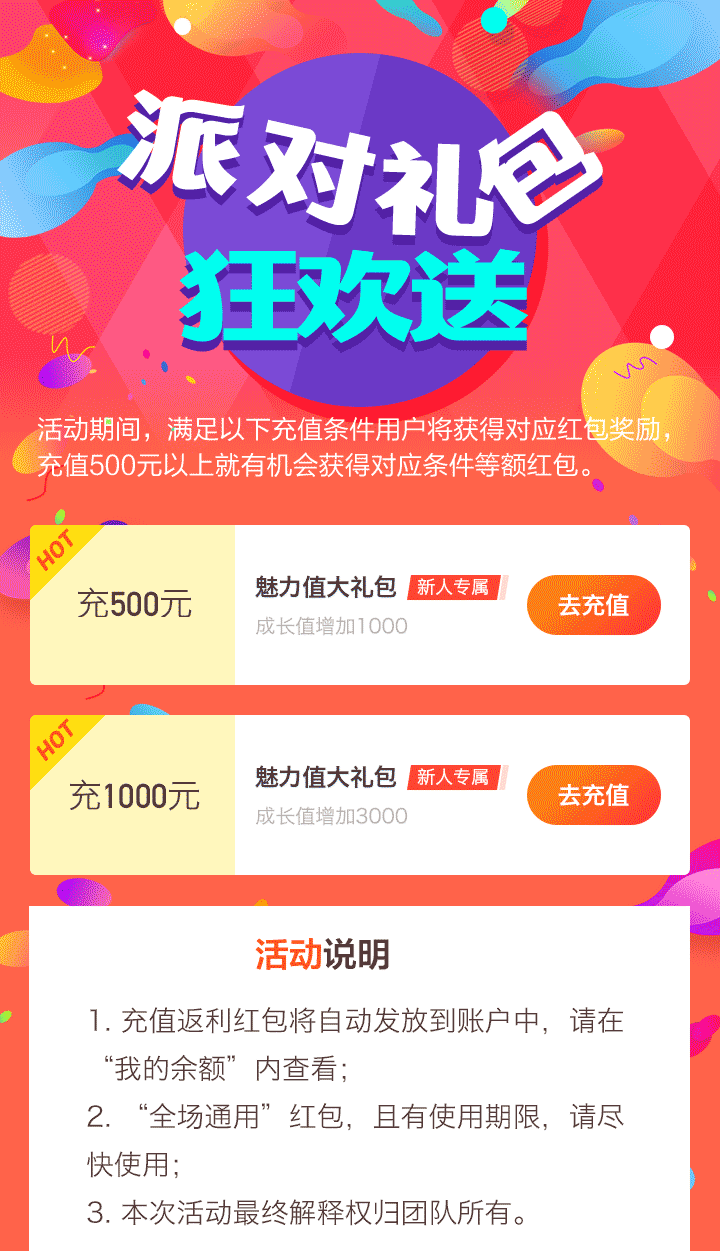 派对礼包
狂欢送
活动期间，满足以下充值条件用户将获得对应红包奖励，
充值500元以上就有机会获得对应条件等额红包。
HOT
充500元
魅力值大礼包 新人专属
成长值增加1000
去充值
HOT
充1000元
魅力值大礼包 新人专属
成长值增加3000
去充值
活动说明
1. 充值返利红包将自动发放到账户中，请在
“我的余额”内查看；
2. “全场通用”红包，且有使用期限，请尽
快使用；
3. 本次活动最终解释权归团队所有。